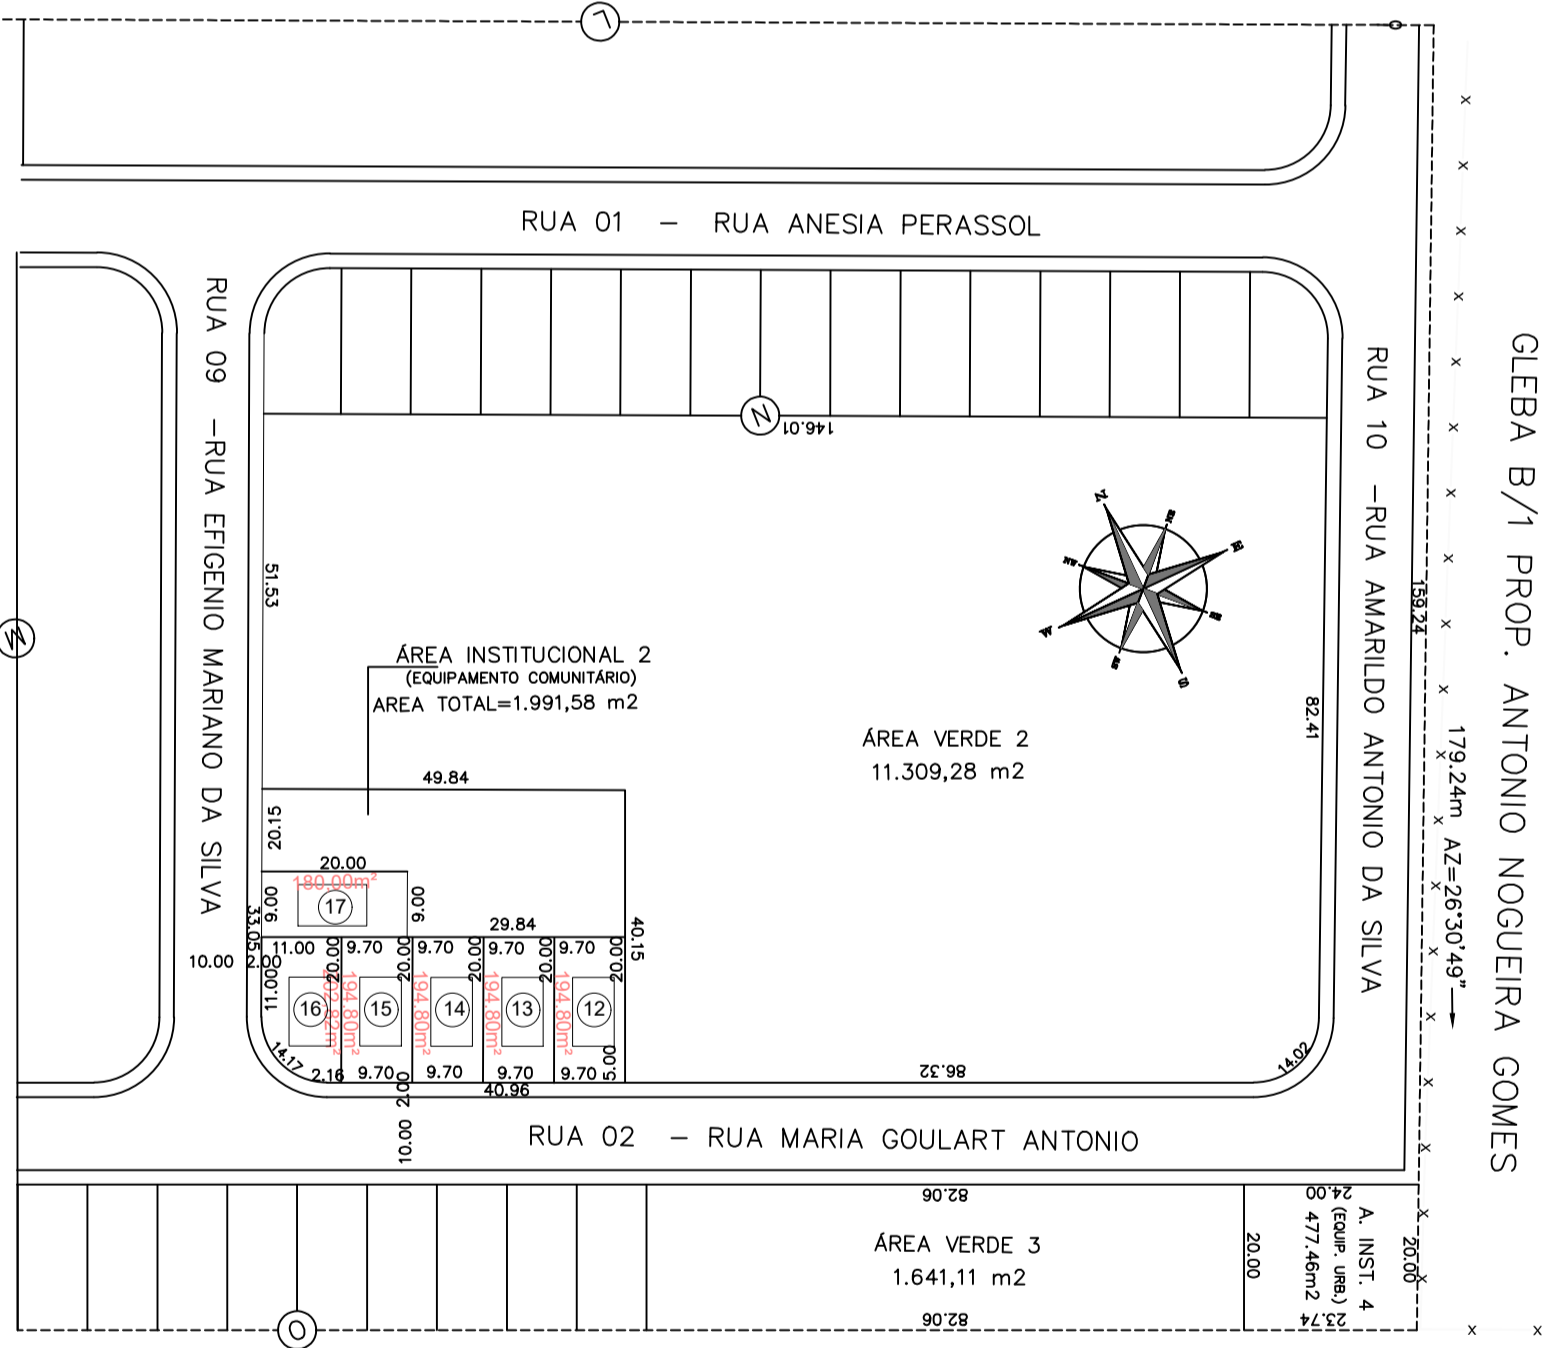 L
O
RUA 01 – RUA ANESIA PERASSOL
RUA 09 –RUA EFIGENIO MARIANO DA SILVA
RUA 10 –RUA AMARILDO ANTONIO DA SILVA
GLEBA B/1 PROP. ANTONIO NOGUEIRA GOMES
179.24m AZ=26°30'49"
159.24
N
146.01
N
NE
E
SE
S
SW
W
NW
51.53
82.41
M
ÁREA INSTITUCIONAL 2
(EQUIPAMENTO COMUNITÁRIO)
AREA TOTAL=1.991,58 m2
ÁREA VERDE 2
11.309,28 m2
49.84
20.15
20.00
180.00m²
17
9.00
9.00
29.84
40.15
33.05
10.00 2.00
11.00 9.70 9.70 9.70 9.70
20.00 20.00 20.00 20.00 20.00
11.00
16 15 14 13 12
202.82m² 194.80m² 194.80m² 194.80m² 194.80m²
14.17
2.16 9.70 9.70 9.70 9.70
5.00
40.96
86.32
14.02
10.00 2.00
RUA 02 – RUA MARIA GOULART ANTONIO
82.06
24.00
ÁREA VERDE 3
1.641,11 m2
82.06
20.00
A. INST. 4
(EQUIP. URB.)
477.46m2
23.74
20.00
O